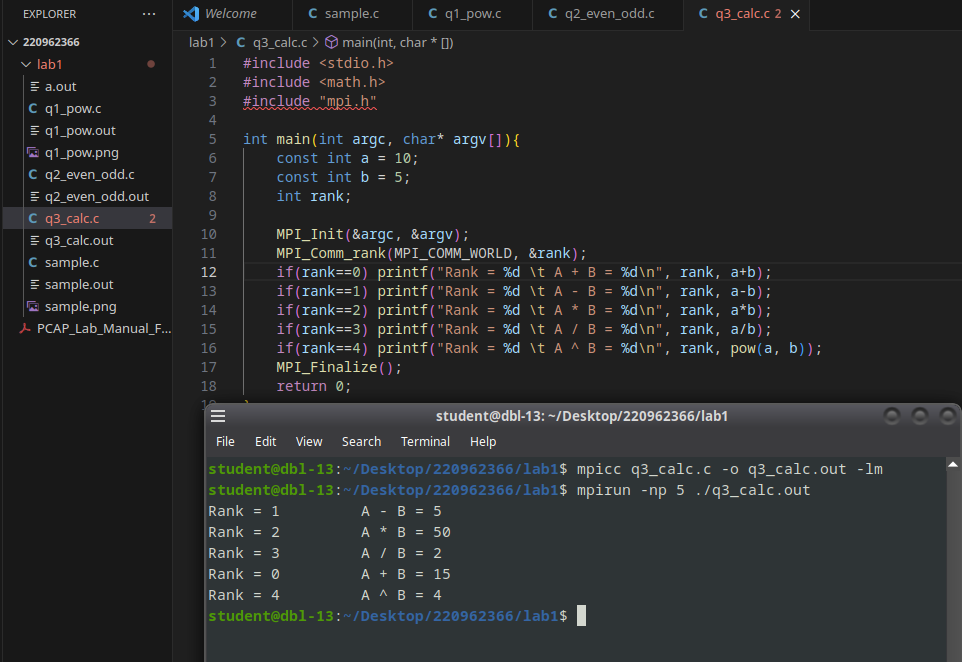 EXPLORER ···
220962366
lab1
a.out
C q1_pow.c
q1_pow.out
q1_pow.png
C q2_even_odd.c
q2_even_odd.out
C q3_calc.c 2
q3_calc.out
C sample.c
sample.out
sample.png
PCAP_Lab_Manual_F...
Welcome C sample.c C q1_pow.c C q2_even_odd.c C q3_calc.c 2 ×
lab1 > C q3_calc.c > main(int, char * [])
1 #include <stdio.h>
2 #include <math.h>
3 #include "mpi.h"
4
5 int main(int argc, char* argv[]){
6 const int a = 10;
7 const int b = 5;
8 int rank;
9
10 MPI_Init(&argc, &argv);
11 MPI_Comm_rank(MPI_COMM_WORLD, &rank);
12 if(rank==0) printf("Rank = %d \t A + B = %d\n", rank, a+b);
13 if(rank==1) printf("Rank = %d \t A - B = %d\n", rank, a-b);
14 if(rank==2) printf("Rank = %d \t A * B = %d\n", rank, a*b);
15 if(rank==3) printf("Rank = %d \t A / B = %d\n", rank, a/b);
16 if(rank==4) printf("Rank = %d \t A ^ B = %d\n", rank, pow(a, b));
17 MPI_Finalize();
18 return 0;
student@dbl-13: ~/Desktop/220962366/lab1
File Edit View Search Terminal Help
student@dbl-13:~/Desktop/220962366/lab1$ mpicc q3_calc.c -o q3_calc.out -lm
student@dbl-13:~/Desktop/220962366/lab1$ mpirun -np 5 ./q3_calc.out
Rank = 1 A - B = 5
Rank = 2 A * B = 50
Rank = 3 A / B = 2
Rank = 0 A + B = 15
Rank = 4 A ^ B = 4
student@dbl-13:~/Desktop/220962366/lab1$